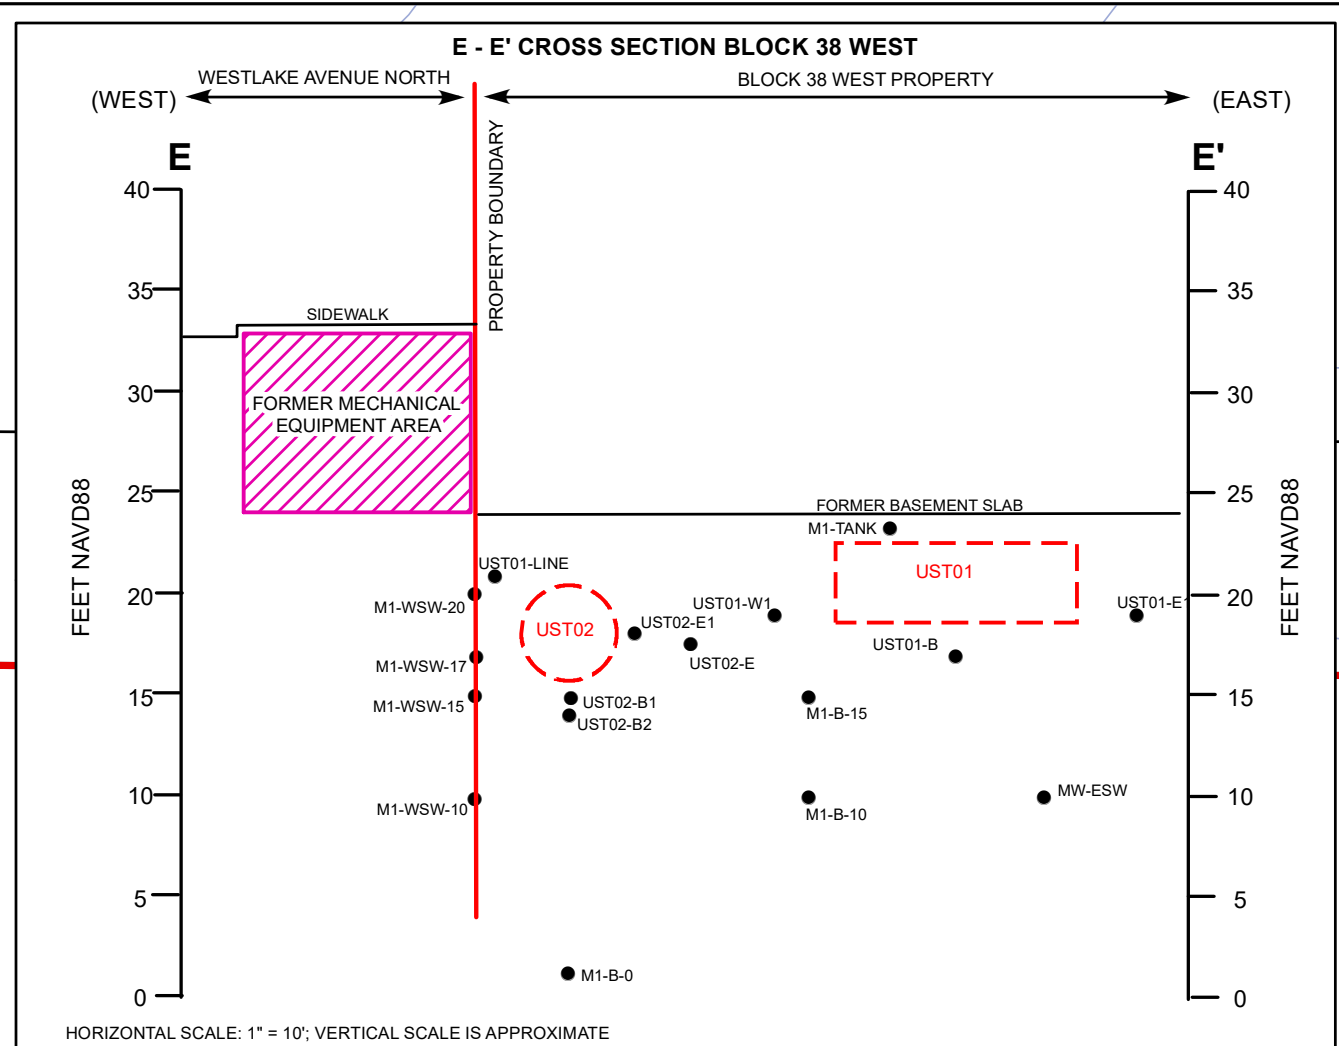 E - E' CROSS SECTION BLOCK 38 WEST
WESTLAKE AVENUE NORTH
BLOCK 38 WEST PROPERTY
(WEST)
(EAST)
E
E'
PROPERTY BOUNDARY
40
40
35
35
SIDEWALK
30
30
FORMER MECHANICAL
EQUIPMENT AREA
25
25
FEET NAVD88
FEET NAVD88
FORMER BASEMENT SLAB
M1-TANK
UST01-LINE
UST01
20
20
M1-WSW-20
UST01-W1
UST01-E1
UST02
UST02-E1
UST01-B
M1-WSW-17
UST02-E
15
15
M1-WSW-15
UST02-B1
M1-B-15
UST02-B2
10
10
MW-ESW
M1-WSW-10
M1-B-10
5
5
M1-B-0
0
0
HORIZONTAL SCALE: 1" = 10'; VERTICAL SCALE IS APPROXIMATE